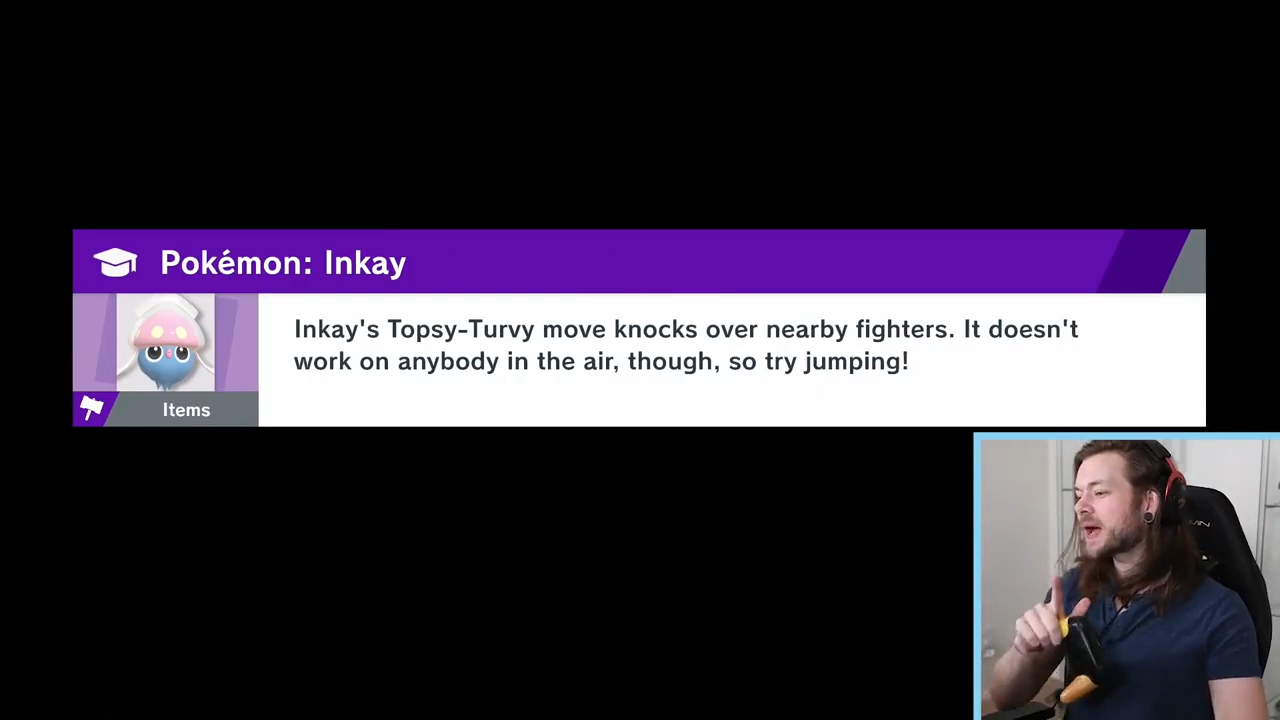 Pokémon: Inkay
Inkay's Topsy-Turvy move knocks over nearby fighters. It doesn't
work on anybody in the air, though, so try jumping!
Items